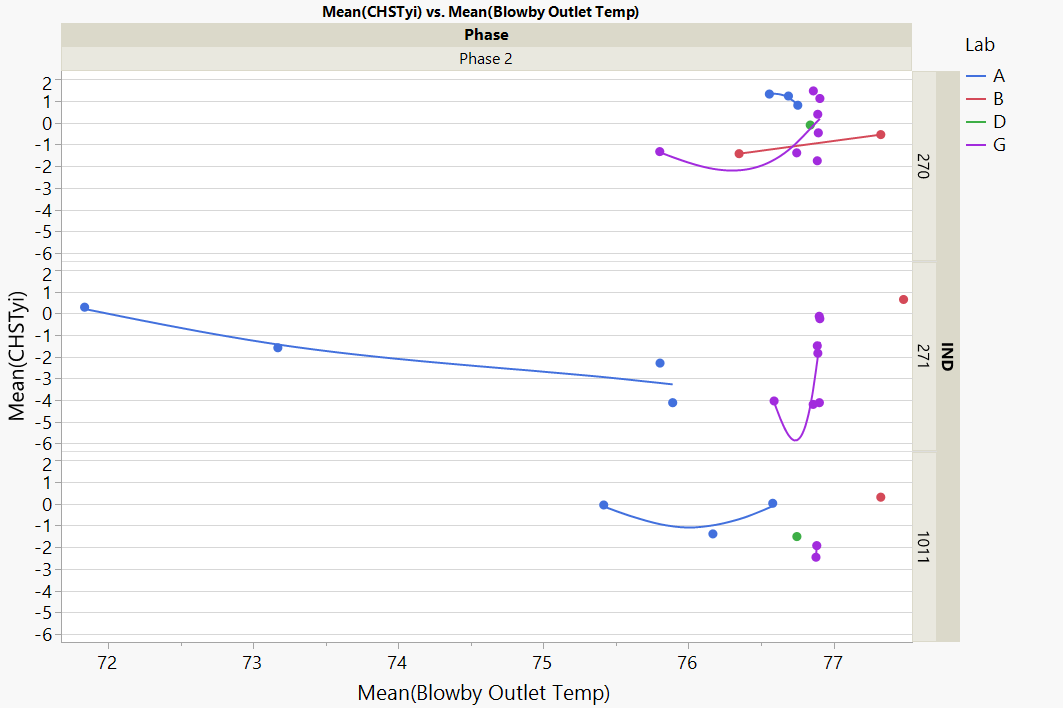 Mean(CHSTyi) vs. Mean(Blowby Outlet Temp)
Phase
Phase 2
Lab
A
B
D
G
Mean(CHSTyi)
2
1
0
-1
-2
-3
-4
-5
-6
270
2
1
0
-1
-2
-3
-4
-5
-6
271
IND
2
1
0
-1
-2
-3
-4
-5
-6
1011
72 73 74 75 76 77
Mean(Blowby Outlet Temp)